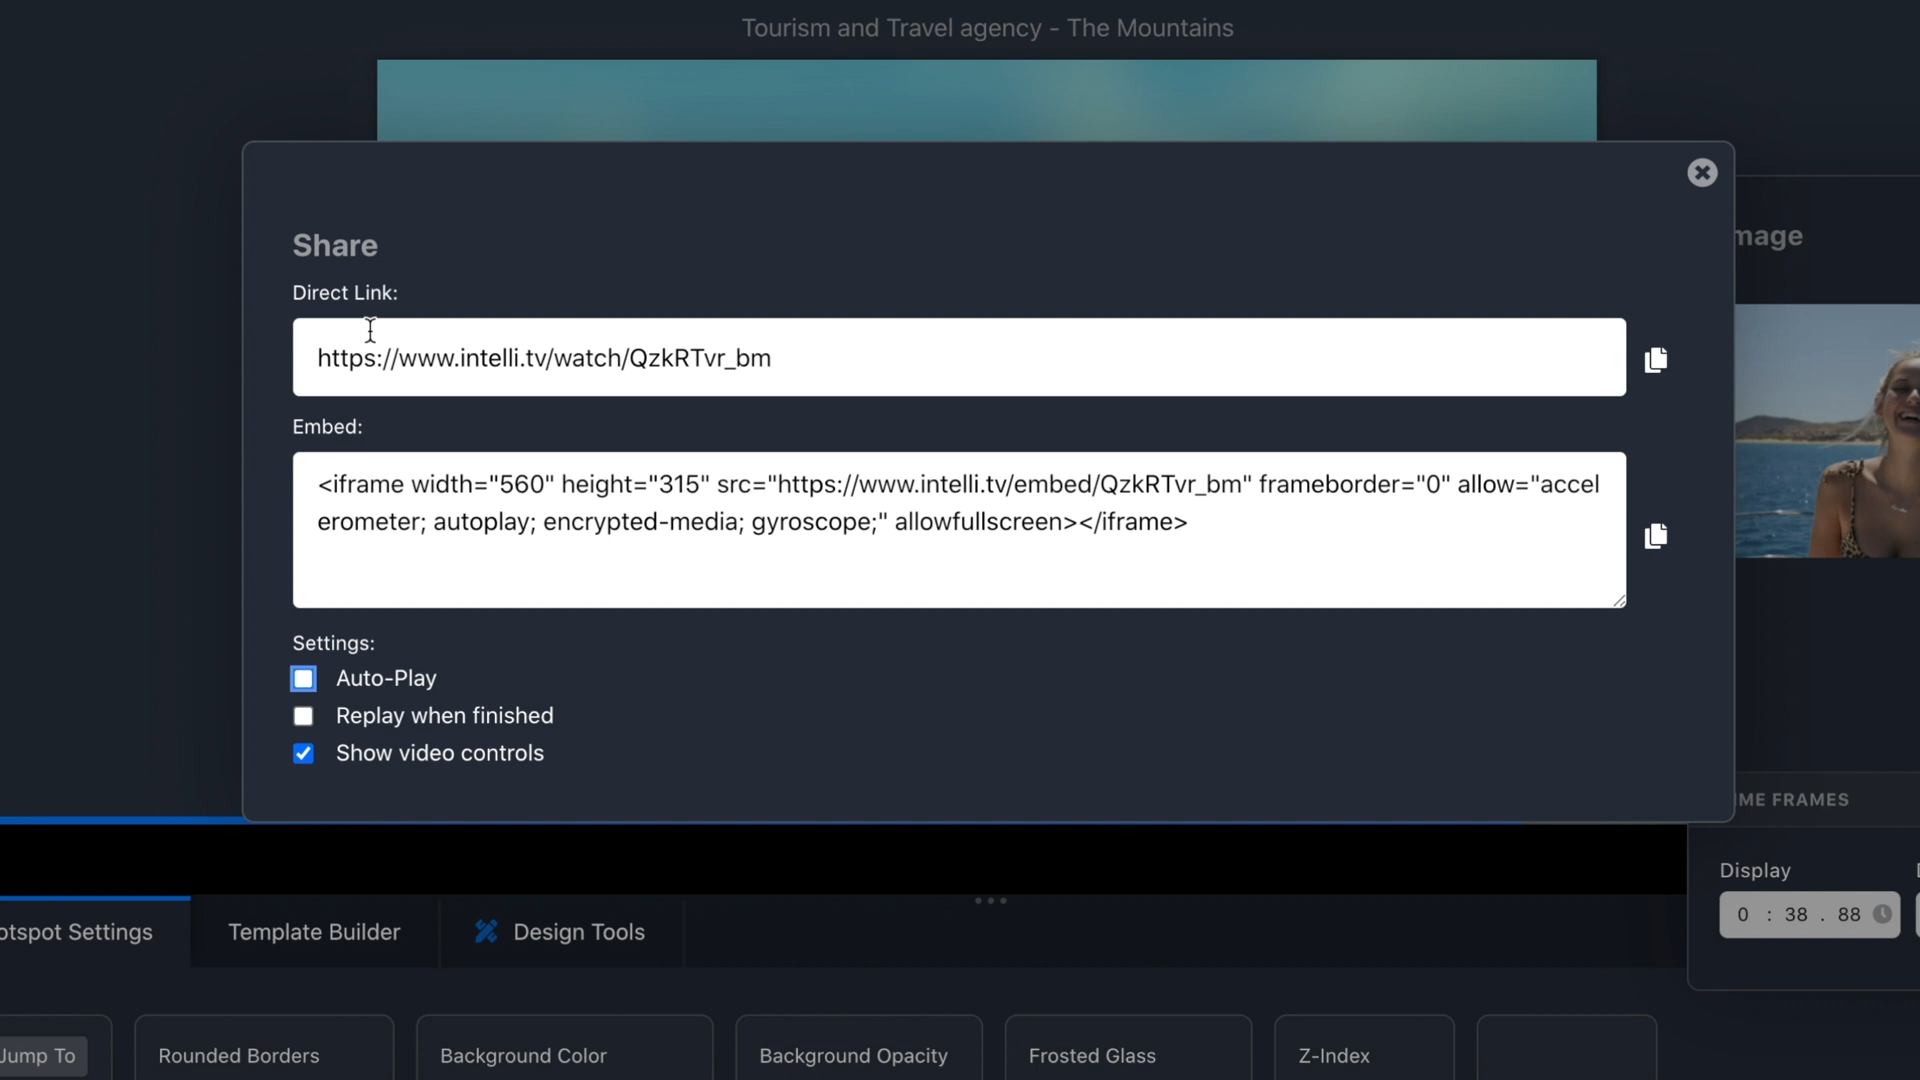 Tourism and Travel agency - The Mountains
mage
Share
Direct Link:
https://www.intelli.tv/watch/QzkRTvr_bm
Embed:
<iframe width="560" height="315" src="https://www.intelli.tv/embed/QzkRTvr_bm" frameborder="0" allow="accel
erometer; autoplay; encrypted-media; gyroscope;" allowfullscreen></iframe>
Settings:
Auto-Play
Replay when finished
Show video controls
IME FRAMES
Display
0 : 38 . 88
otspot Settings
Template Builder
Design Tools
Jump To
Rounded Borders
Background Color
Background Opacity
Frosted Glass
Z-Index